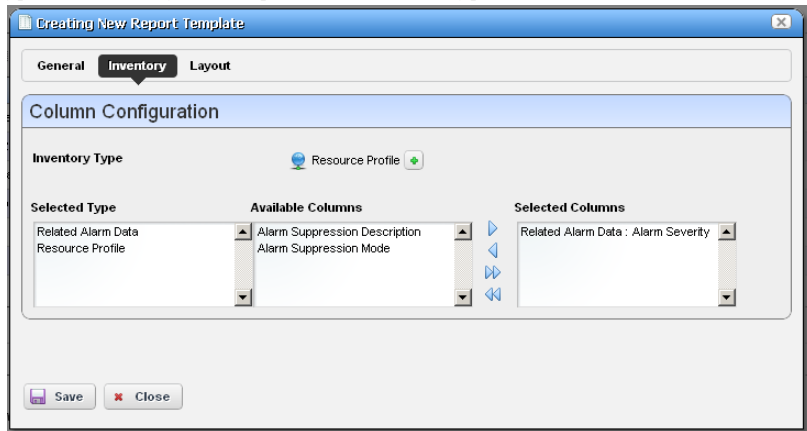 Creating New Report Template
General Inventory Layout
Column Configuration
Inventory Type Resource Profile
Selected Type Available Columns Selected Columns
Related Alarm Data Alarm Suppression Description Related Alarm Data : Alarm Severity
Resource Profile Alarm Suppression Mode
Save Close